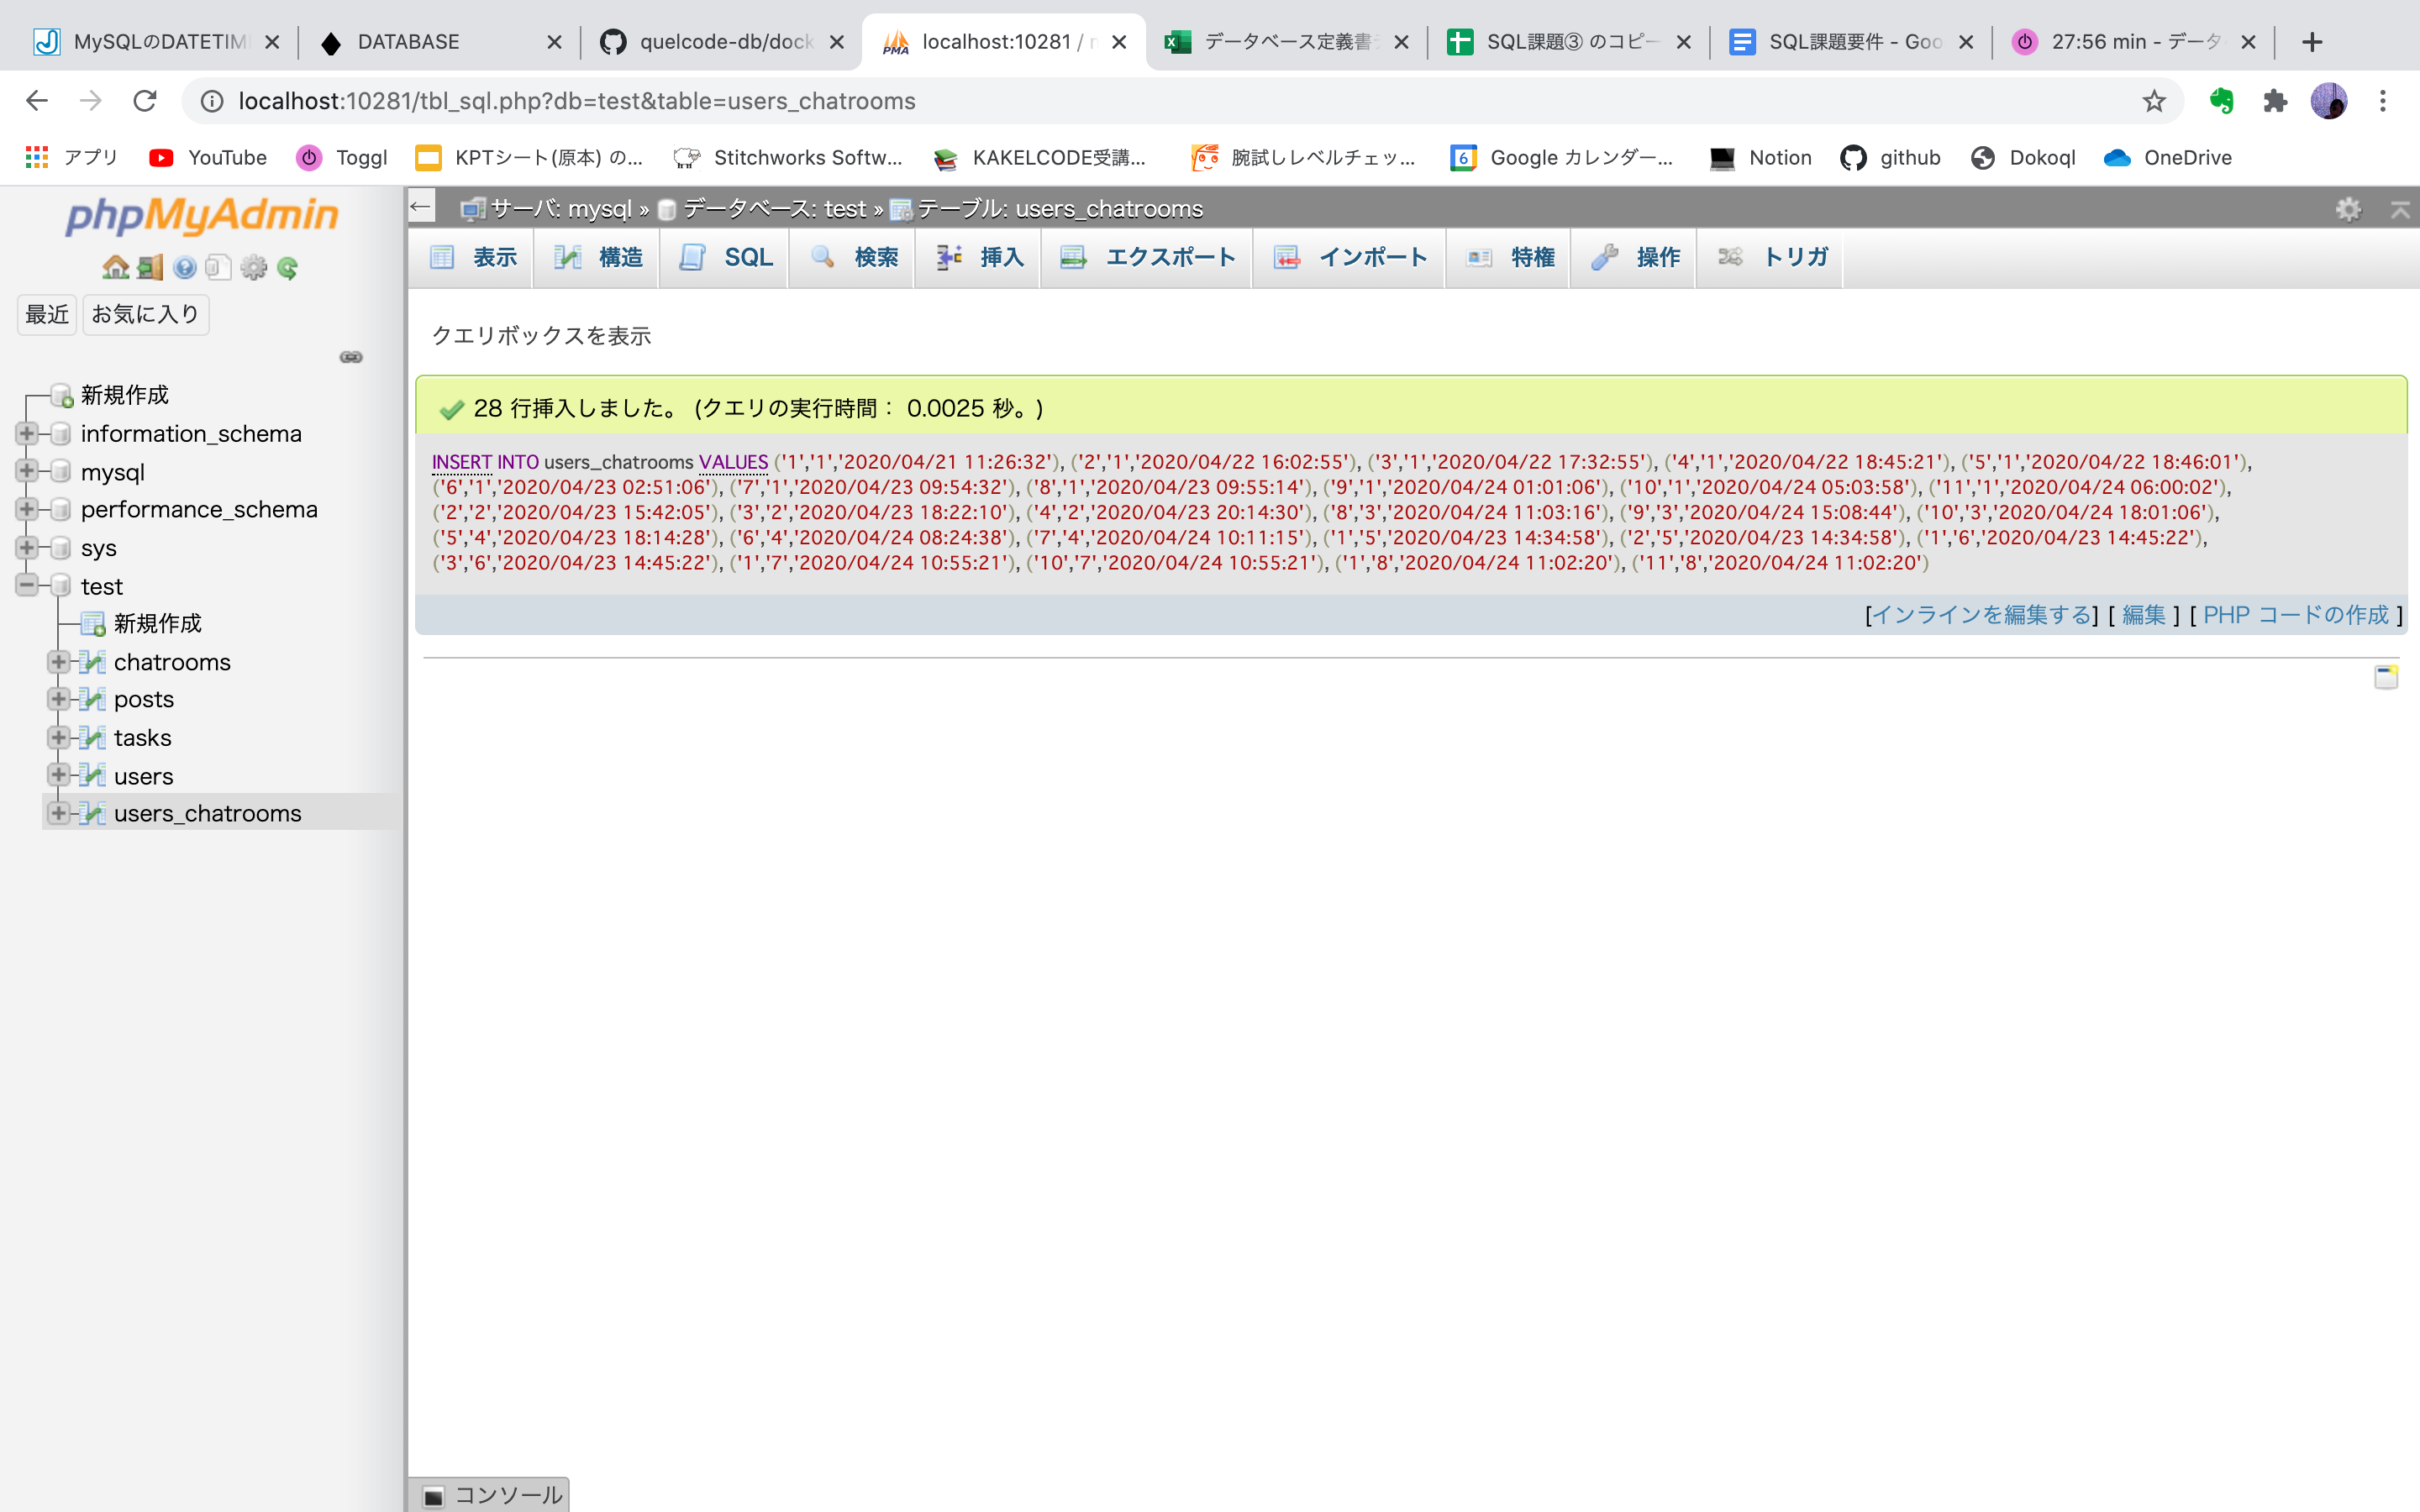 MySQLのDATETIM
DATABASE
quelcode-db/dock
localhost:10281 /
データベース定義書
SQL課題③ のコピー
SQL課題要件 - Goo
27:56 min - データ
localhost:10281/tbl_sql.php?db=test&table=users_chatrooms
アプリ
YouTube
Toggl
KPTシート(原本) の...
Stitchworks Softw...
KAKELCODE受講...
腕試しレベルチェッ...
6
Google カレンダー...
Notion
github
Dokoql
OneDrive
phpMyAdmin
最近
お気に入り
新規作成
information_schema
mysql
performance_schema
sys
test
新規作成
chatrooms
posts
tasks
users
users_chatrooms
サーバ: mysql » データベース: test » テーブル: users_chatrooms
表示
構造
SQL
検索
挿入
エクスポート
インポート
特権
操作
トリガ
クエリボックスを表示
28 行挿入しました。 (クエリの実行時間： 0.0025 秒。)
INSERT INTO users_chatrooms VALUES ('1','1','2020/04/21 11:26:32'), ('2','1','2020/04/22 16:02:55'), ('3','1','2020/04/22 17:32:55'), ('4','1','2020/04/22 18:45:21'), ('5','1','2020/04/22 18:46:01'),
('6','1','2020/04/23 02:51:06'), ('7','1','2020/04/23 09:54:32'), ('8','1','2020/04/23 09:55:14'), ('9','1','2020/04/24 01:01:06'), ('10','1','2020/04/24 05:03:58'), ('11','1','2020/04/24 06:00:02'),
('2','2','2020/04/23 15:42:05'), ('3','2','2020/04/23 18:22:10'), ('4','2','2020/04/23 20:14:30'), ('8','3','2020/04/24 11:03:16'), ('9','3','2020/04/24 15:08:44'), ('10','3','2020/04/24 18:01:06'),
('5','4','2020/04/23 18:14:28'), ('6','4','2020/04/24 08:24:38'), ('7','4','2020/04/24 10:11:15'), ('1','5','2020/04/23 14:34:58'), ('2','5','2020/04/23 14:34:58'), ('1','6','2020/04/23 14:45:22'),
('3','6','2020/04/23 14:45:22'), ('1','7','2020/04/24 10:55:21'), ('10','7','2020/04/24 10:55:21'), ('1','8','2020/04/24 11:02:20'), ('11','8','2020/04/24 11:02:20')
[インラインを編集する] [ 編集 ] [ PHP コードの作成 ]
コンソール